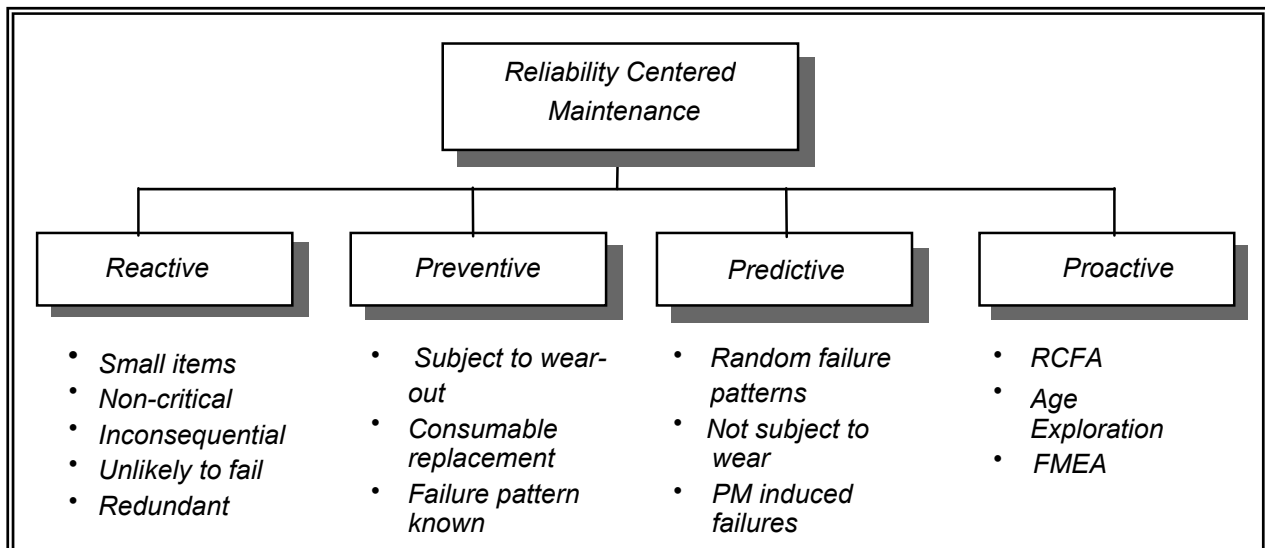 Reliability Centered
Maintenance
Reactive
Preventive
Predictive
Proactive
• Small items
• Non-critical
• Inconsequential
• Unlikely to fail
• Redundant
• Subject to wear-
out
• Consumable
replacement
• Failure pattern
known
• Random failure
patterns
• Not subject to
wear
• PM induced
failures
• RCFA
• Age
Exploration
• FMEA